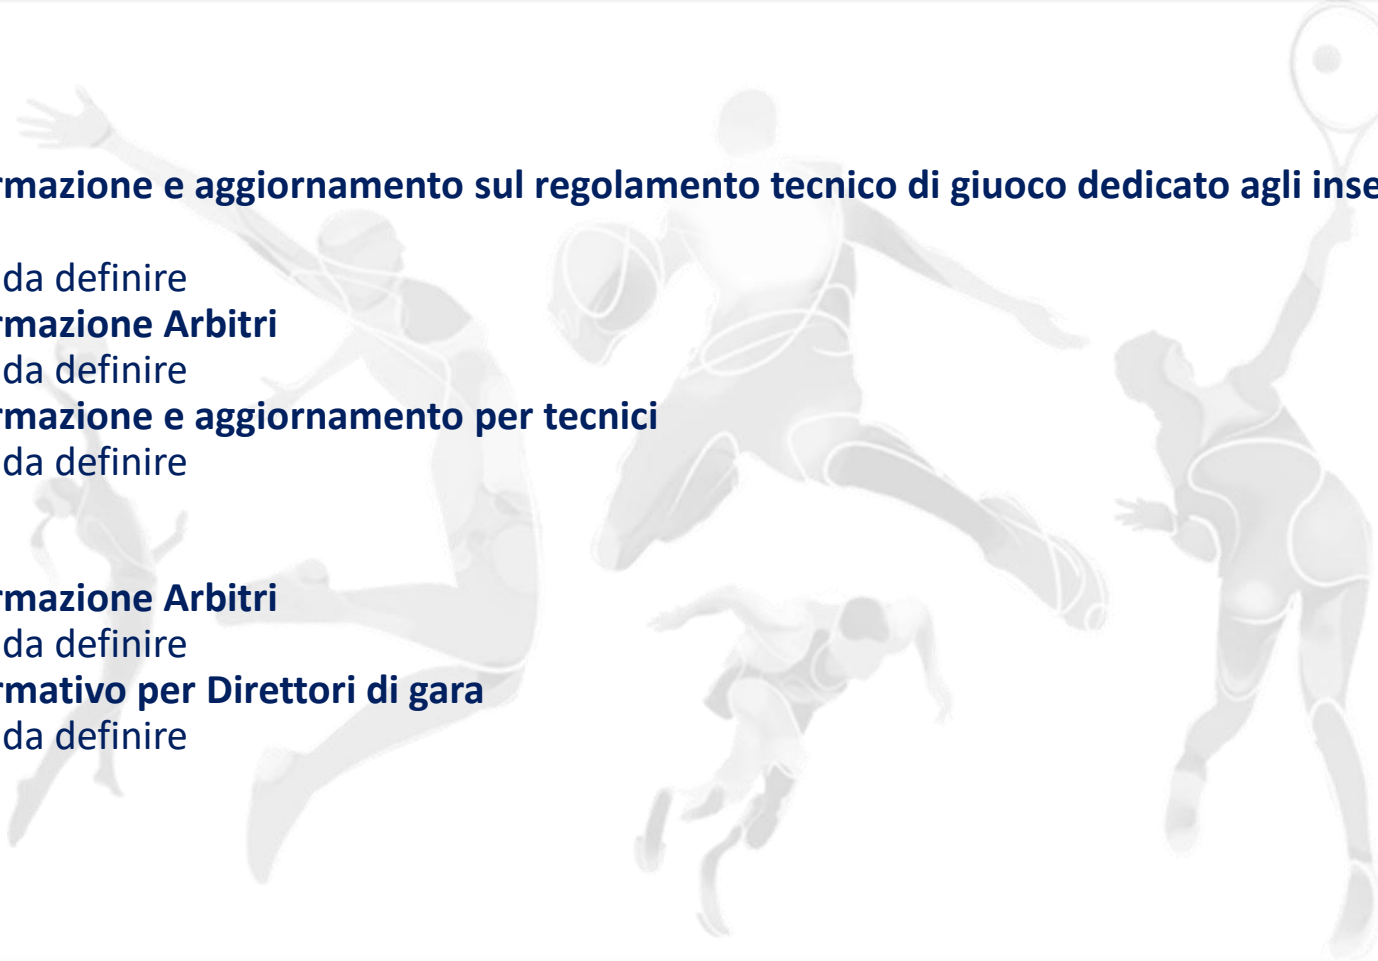 rmazione e aggiornamento sul regolamento tecnico di giuoco dedicato agli inse
da definire
rmazione Arbitri
da definire
rmazione e aggiornamento per tecnici
da definire
rmazione Arbitri
da definire
rmativo per Direttori di gara
da definire